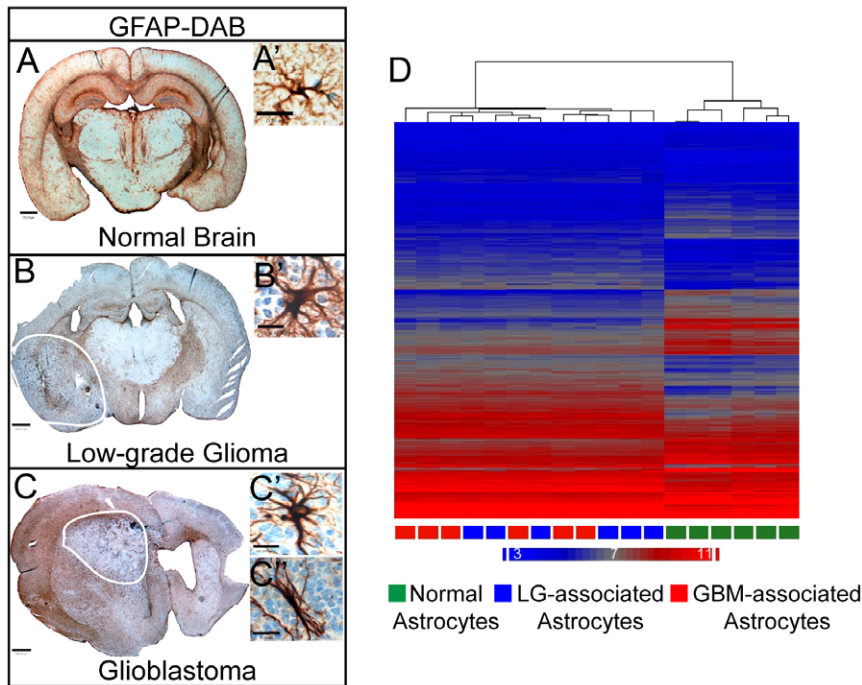 GFAP-DAB
A
A'
Normal Brain
B
B'
Low-grade Glioma
C
C'
C"
Glioblastoma
D
3 7 11
Normal Astrocytes
LG-associated Astrocytes
GBM-associated Astrocytes